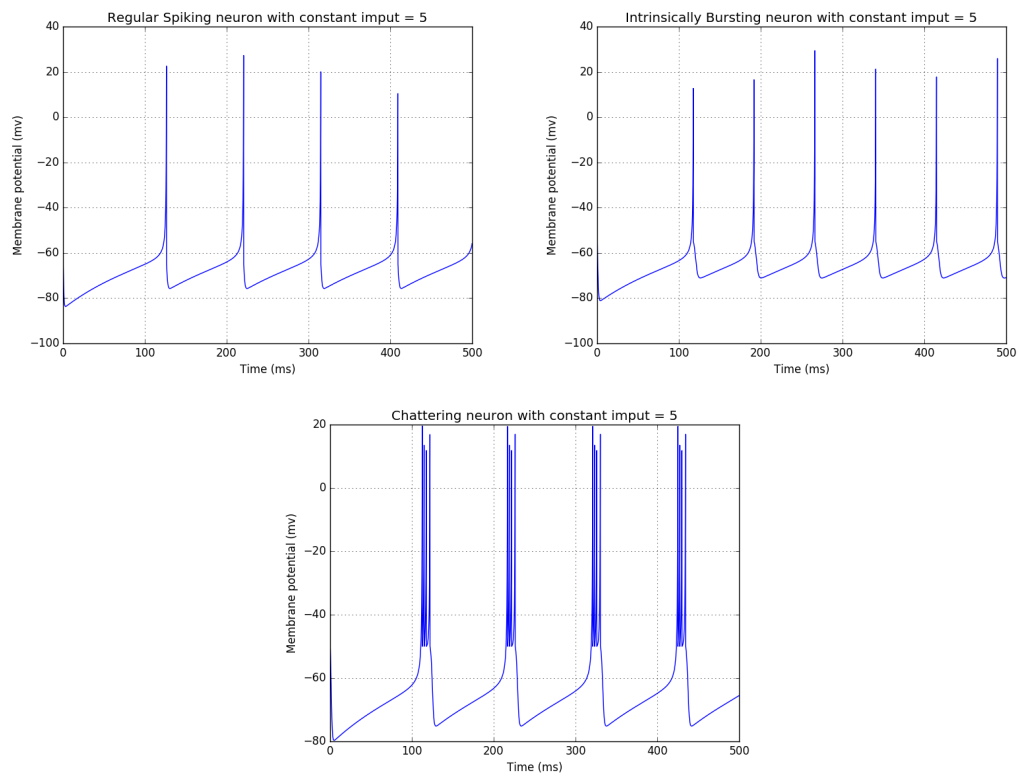 Regular Spiking neuron with constant imput = 5
Membrane potential (mv)
40
20
0
−20
−40
−60
−80
−100
0 100 200 300 400 500
Time (ms)
Intrinsically Bursting neuron with constant imput = 5
Membrane potential (mv)
40
20
0
−20
−40
−60
−80
−100
0 100 200 300 400 500
Time (ms)
Chattering neuron with constant imput = 5
Membrane potential (mv)
20
0
−20
−40
−60
−80
0 100 200 300 400 500
Time (ms)